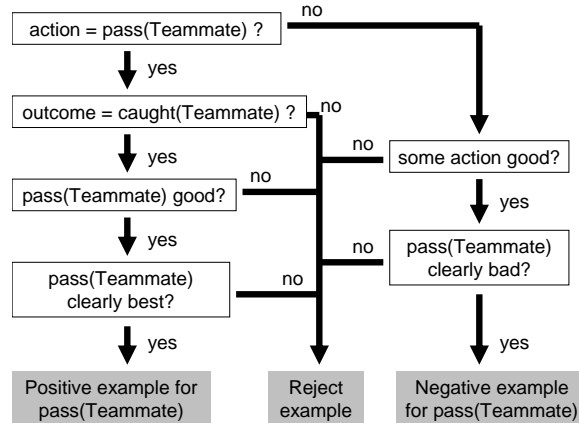 action = pass(Teammate) ?
no
yes
outcome = caught(Teammate) ?
no
yes
no
some action good?
pass(Teammate) good?
no
yes
yes
no
pass(Teammate)
clearly bad?
pass(Teammate)
clearly best?
no
yes
yes
Positive example for
pass(Teammate)
Reject
example
Negative example
for pass(Teammate)